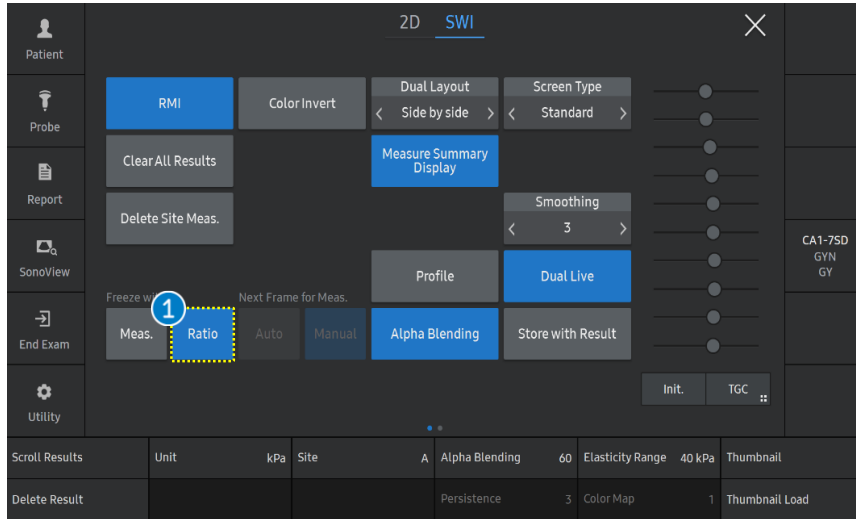 2D SWI
Patient
Probe
Report
SonoView
End Exam
Utility
RMI
Color Invert
Dual Layout
< Side by side >
Screen Type
< Standard >
Clear All Results
Measure Summary
Display
Delete Site Meas.
Smoothing
< 3 >
Profile
Dual Live
Freeze
Next Frame for Meas.
1
Meas.
Ratio
Auto
Manual
Alpha Blending
Store with Result
Init.
TGC
CA1-7SD
GYN
GY
Scroll Results
Unit kPa
Site A
Alpha Blending 60
Elasticity Range 40 kPa
Thumbnail
Delete Result
Persistence 3
Color Map 1
Thumbnail Load